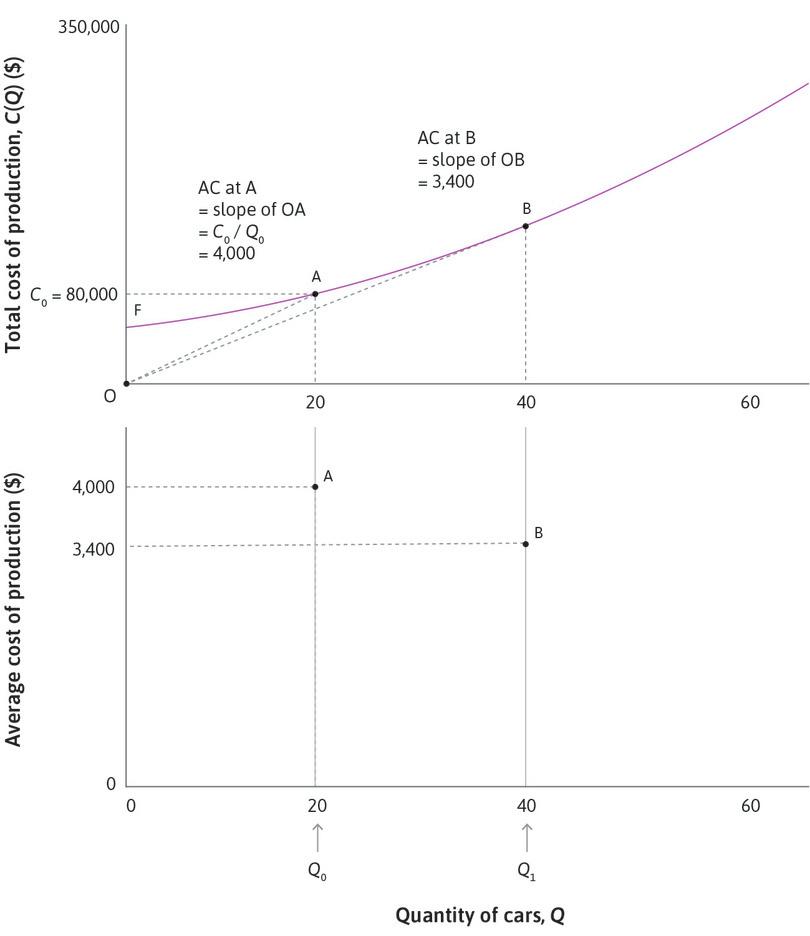 350,000
Total cost of production, C(Q) ($)
AC at B
= slope of OB
= 3,400
AC at A
= slope of OA
= C₀ / Q₀
= 4,000
B
A
C₀ = 80,000
F
O
20 40 60
Average cost of production ($)
4,000
A
3,400
B
0
0 20 40 60
Q₀ Q₁
Quantity of cars, Q